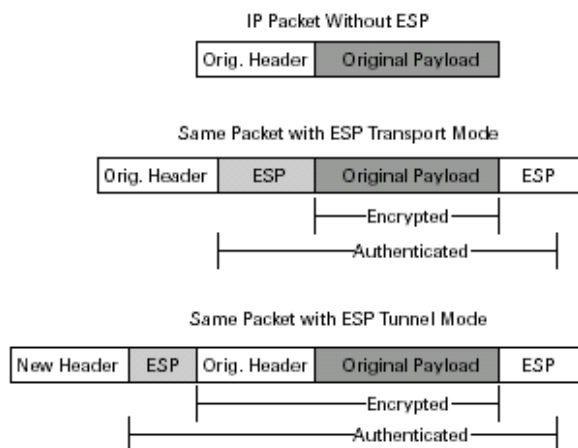 IP Packet Without ESP
Orig. Header Original Payload
Same Packet with ESP Transport Mode
Orig. Header ESP Original Payload ESP
Encrypted
Authenticated
Same Packet with ESP Tunnel Mode
New Header ESP Orig. Header Original Payload ESP
Encrypted
Authenticated